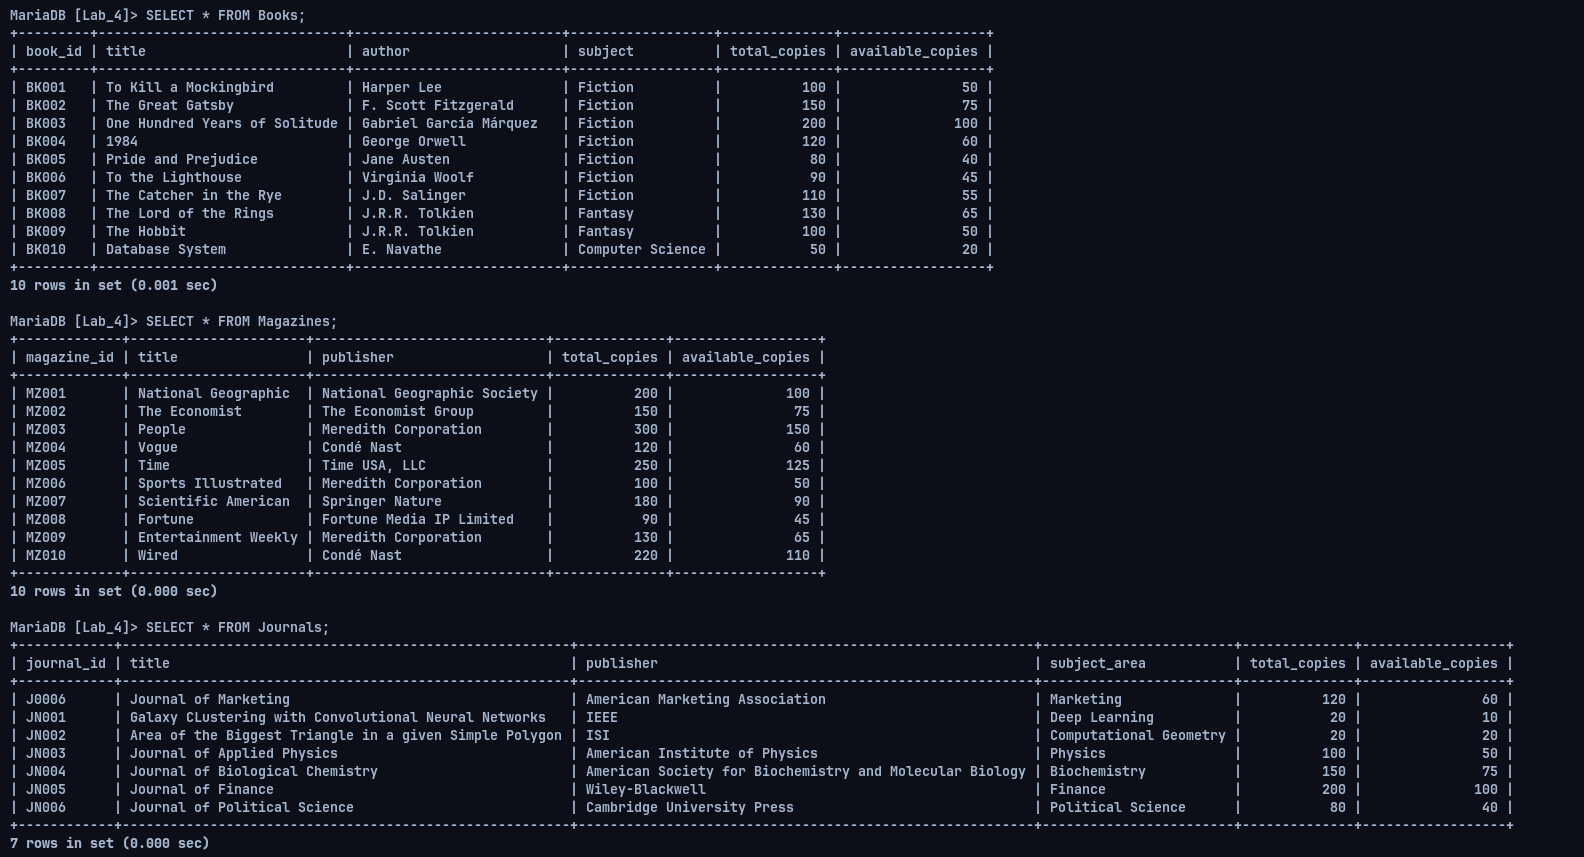 MariaDB [Lab_4]> SELECT * FROM Books;
+---------+-------------------------------+--------------------------+------------------+--------------+------------------+
| book_id | title                         | author                   | subject          | total_copies | available_copies |
+---------+-------------------------------+--------------------------+------------------+--------------+------------------+
| BK001   | To Kill a Mockingbird         | Harper Lee               | Fiction          |          100 |               50 |
| BK002   | The Great Gatsby              | F. Scott Fitzgerald      | Fiction          |          150 |               75 |
| BK003   | One Hundred Years of Solitude | Gabriel García Márquez   | Fiction          |          200 |              100 |
| BK004   | 1984                          | George Orwell            | Fiction          |          120 |               60 |
| BK005   | Pride and Prejudice           | Jane Austen              | Fiction          |           80 |               40 |
| BK006   | To the Lighthouse             | Virginia Woolf           | Fiction          |           90 |               45 |
| BK007   | The Catcher in the Rye        | J.D. Salinger            | Fiction          |          110 |               55 |
| BK008   | The Lord of the Rings         | J.R.R. Tolkien           | Fantasy          |          130 |               65 |
| BK009   | The Hobbit                    | J.R.R. Tolkien           | Fantasy          |          100 |               50 |
| BK010   | Database System               | E. Navathe               | Computer Science |           50 |               20 |
+---------+-------------------------------+--------------------------+------------------+--------------+------------------+
10 rows in set (0.001 sec)

MariaDB [Lab_4]> SELECT * FROM Magazines;
+-------------+----------------------+-----------------------------+--------------+------------------+
| magazine_id | title                | publisher                   | total_copies | available_copies |
+-------------+----------------------+-----------------------------+--------------+------------------+
| MZ001       | National Geographic  | National Geographic Society |          200 |              100 |
| MZ002       | The Economist        | The Economist Group         |          150 |               75 |
| MZ003       | People               | Meredith Corporation        |          300 |              150 |
| MZ004       | Vogue                | Condé Nast                  |          120 |               60 |
| MZ005       | Time                 | Time USA, LLC               |          250 |              125 |
| MZ006       | Sports Illustrated   | Meredith Corporation        |          100 |               50 |
| MZ007       | Scientific American  | Springer Nature             |          180 |               90 |
| MZ008       | Fortune              | Fortune Media IP Limited    |           90 |               45 |
| MZ009       | Entertainment Weekly | Meredith Corporation        |          130 |               65 |
| MZ010       | Wired                | Condé Nast                  |          220 |              110 |
+-------------+----------------------+-----------------------------+--------------+------------------+
10 rows in set (0.000 sec)

MariaDB [Lab_4]> SELECT * FROM Journals;
+------------+--------------------------------------------------------+---------------------------------------------------------+------------------------+--------------+------------------+
| journal_id | title                                                  | publisher                                               | subject_area           | total_copies | available_copies |
+------------+--------------------------------------------------------+---------------------------------------------------------+------------------------+--------------+------------------+
| J0006      | Journal of Marketing                                   | American Marketing Association                          | Marketing              |          120 |               60 |
| JN001      | Galaxy CLustering with Convolutional Neural Networks   | IEEE                                                    | Deep Learning          |           20 |               10 |
| JN002      | Area of the Biggest Triangle in a given Simple Polygon | ISI                                                     | Computational Geometry |           20 |               20 |
| JN003      | Journal of Applied Physics                             | American Institute of Physics                           | Physics                |          100 |               50 |
| JN004      | Journal of Biological Chemistry                        | American Society for Biochemistry and Molecular Biology | Biochemistry           |          150 |               75 |
| JN005      | Journal of Finance                                     | Wiley-Blackwell                                         | Finance                |          200 |              100 |
| JN006      | Journal of Political Science                           | Cambridge University Press                              | Political Science      |           80 |               40 |
+------------+--------------------------------------------------------+---------------------------------------------------------+------------------------+--------------+------------------+
7 rows in set (0.000 sec)